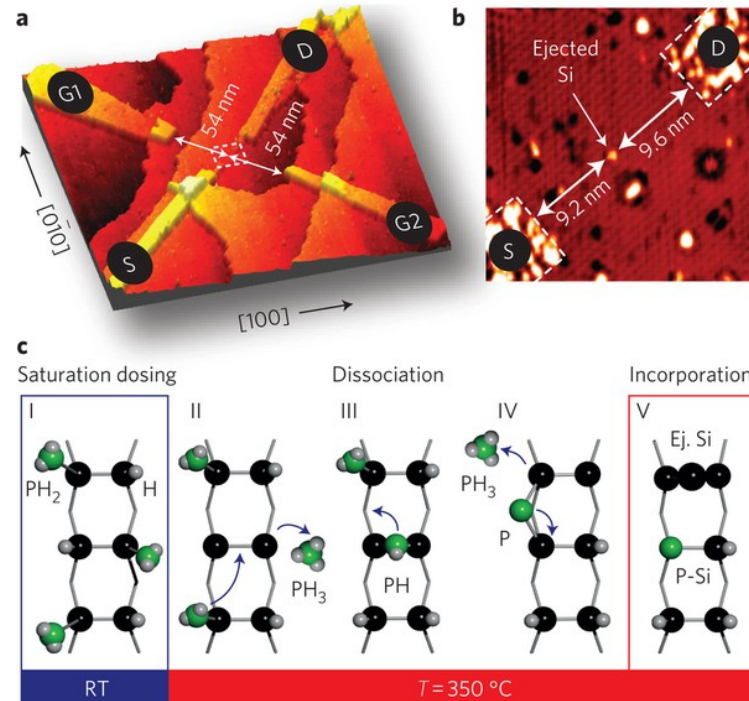 a
G1
D
54 nm
54 nm
S
G2
[01̄0]
[100]
b
Ejected
Si
D
9.6 nm
9.2 nm
S
c
Saturation dosing
Dissociation
Incorporation
I
II
III
IV
V
PH₂
H
PH₃
PH
PH₃
P
Ej. Si
P-Si
RT
T = 350 °C